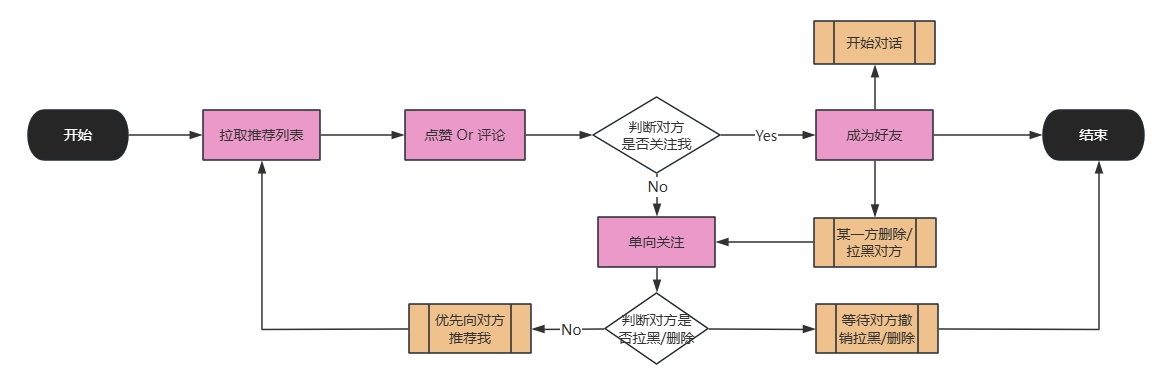 开始对话
开始
拉取推荐列表
点赞 Or 评论
判断对方
是否关注我
Yes
成为好友
结束
No
单向关注
某一方删除/
拉黑对方
优先向对方
推荐我
No
判断对方是
否拉黑/删除
等待对方撤
销拉黑/删除